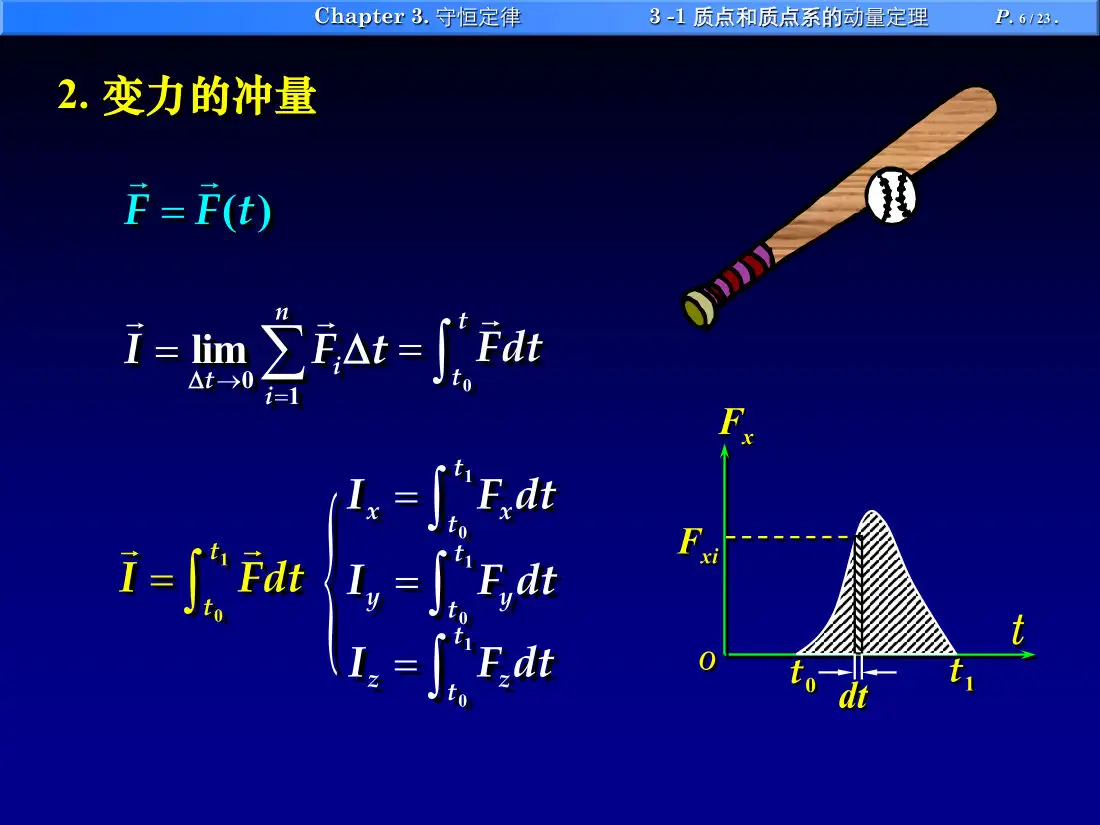 Chapter 3. 守恒定律 3 -1 质点和质点系的动量定理 P. 6 / 23 .
2. 变力的冲量
F⃗ = F⃗(t)
I⃗ = lim_{Δt→0} ∑_{i=1}^{n} F⃗_i Δt = ∫_{t_0}^{t} F⃗dt
I⃗ = ∫_{t_0}^{t_1} F⃗dt
I_x = ∫_{t_0}^{t_1} F_x dt
I_y = ∫_{t_0}^{t_1} F_y dt
I_z = ∫_{t_0}^{t_1} F_z dt
F_x
F_{xi}
O t_0 dt t_1 t